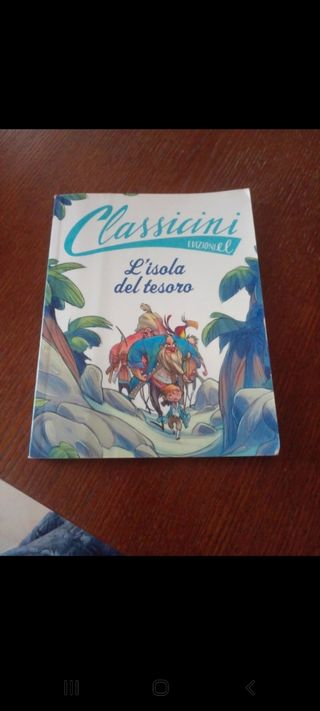 Classicini
EDIZIONI el
L'isola
del tesoro